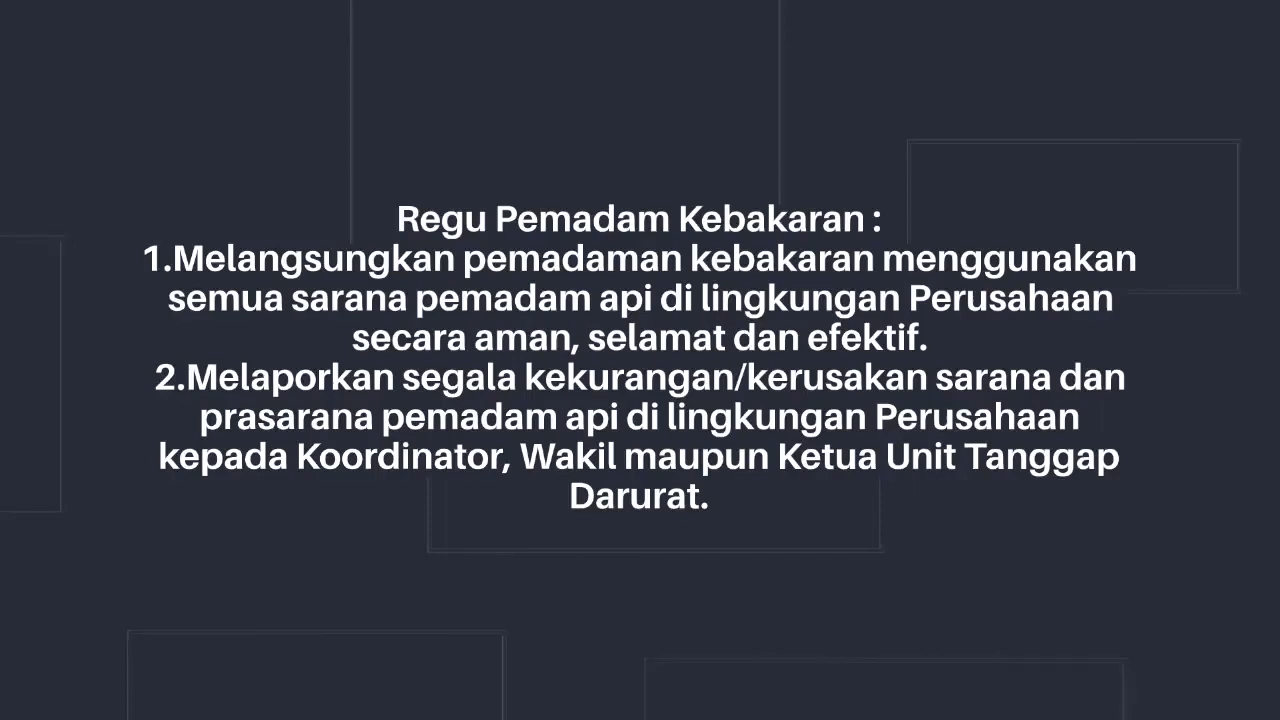 Regu Pemadam Kebakaran :
1.Melangsungkan pemadaman kebakaran menggunakan
semua sarana pemadam api di lingkungan Perusahaan
secara aman, selamat dan efektif.
2.Melaporkan segala kekurangan/kerusakan sarana dan
prasarana pemadam api di lingkungan Perusahaan
kepada Koordinator, Wakil maupun Ketua Unit Tanggap
Darurat.